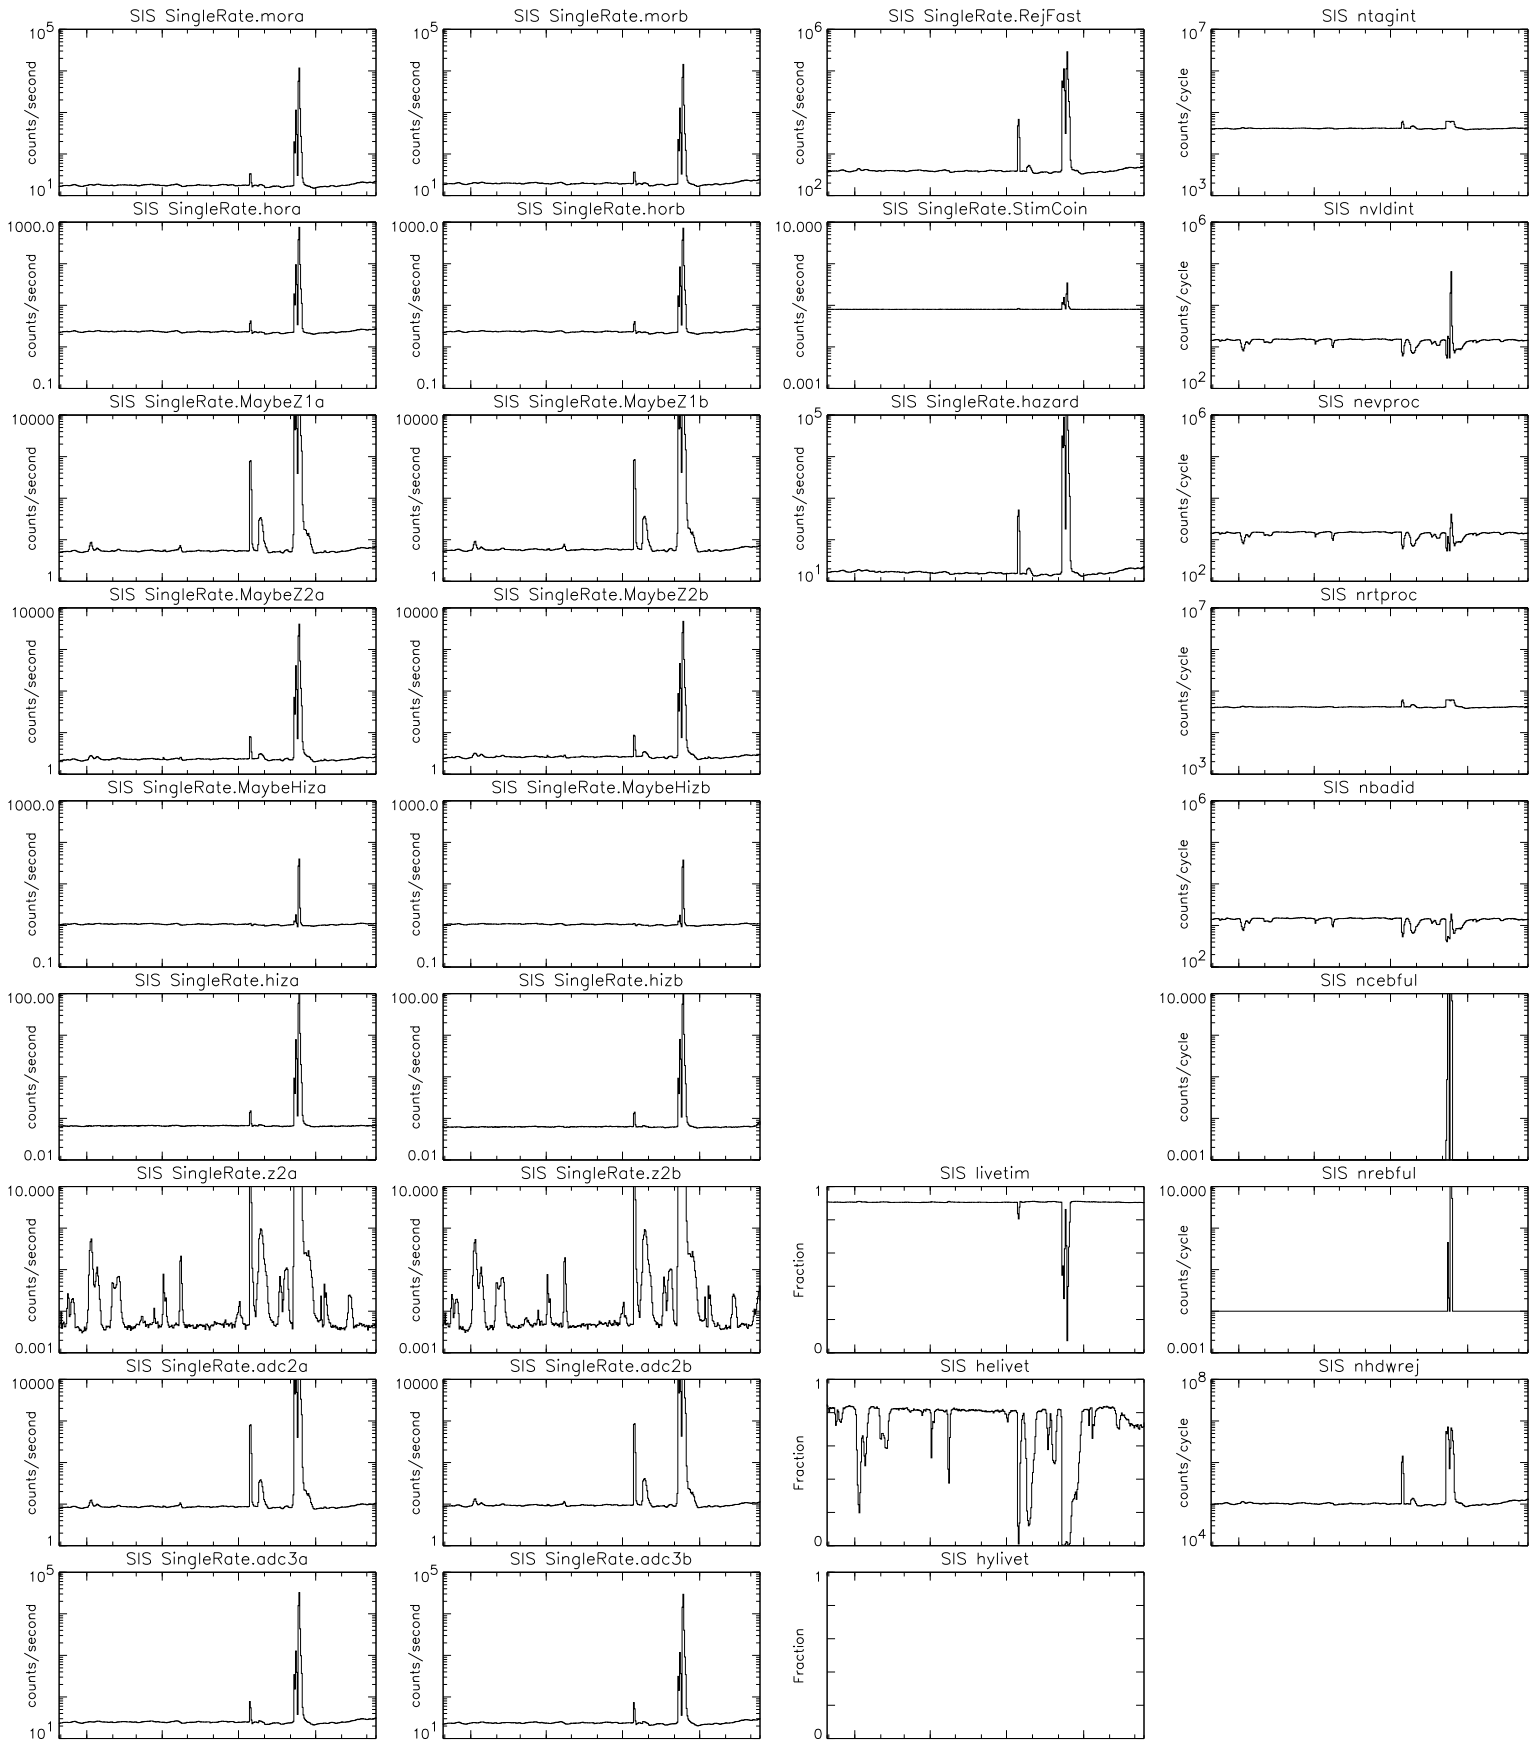 SIS SingleRate.mora
10^5
counts/second
10^1
SIS SingleRate.morb
10^5
counts/second
10^1
SIS SingleRate.RejFast
10^6
counts/second
10^2
SIS ntagint
10^7
counts/cycle
10^3
SIS SingleRate.hora
1000.0
counts/second
0.1
SIS SingleRate.horb
1000.0
counts/second
0.1
SIS SingleRate.StimCoin
10.000
counts/second
0.001
SIS nvldint
10^6
counts/cycle
10^2
SIS SingleRate.MaybeZ1a
10000
counts/second
1
SIS SingleRate.MaybeZ1b
10000
counts/second
1
SIS SingleRate.hazard
10^5
counts/second
10^1
SIS nevproc
10^6
counts/cycle
10^2
SIS SingleRate.MaybeZ2a
10000
counts/second
1
SIS SingleRate.MaybeZ2b
10000
counts/second
1
SIS nrtproc
10^7
counts/cycle
10^3
SIS SingleRate.MaybeHiza
1000.0
counts/second
0.1
SIS SingleRate.MaybeHizb
1000.0
counts/second
0.1
SIS nbadid
10^6
counts/cycle
10^2
SIS SingleRate.hiza
100.00
counts/second
0.01
SIS SingleRate.hizb
100.00
counts/second
0.01
SIS ncebful
10.000
counts/cycle
0.001
SIS SingleRate.z2a
10.000
counts/second
0.001
SIS SingleRate.z2b
10.000
counts/second
0.001
SIS livetim
1
Fraction
0
SIS nrebful
10.000
counts/cycle
0.001
SIS SingleRate.adc2a
10000
counts/second
1
SIS SingleRate.adc2b
10000
counts/second
1
SIS helivet
1
Fraction
0
SIS nhdwrej
10^8
counts/cycle
10^4
SIS SingleRate.adc3a
10^5
counts/second
10^1
SIS SingleRate.adc3b
10^5
counts/second
10^1
SIS hylivet
1
Fraction
0